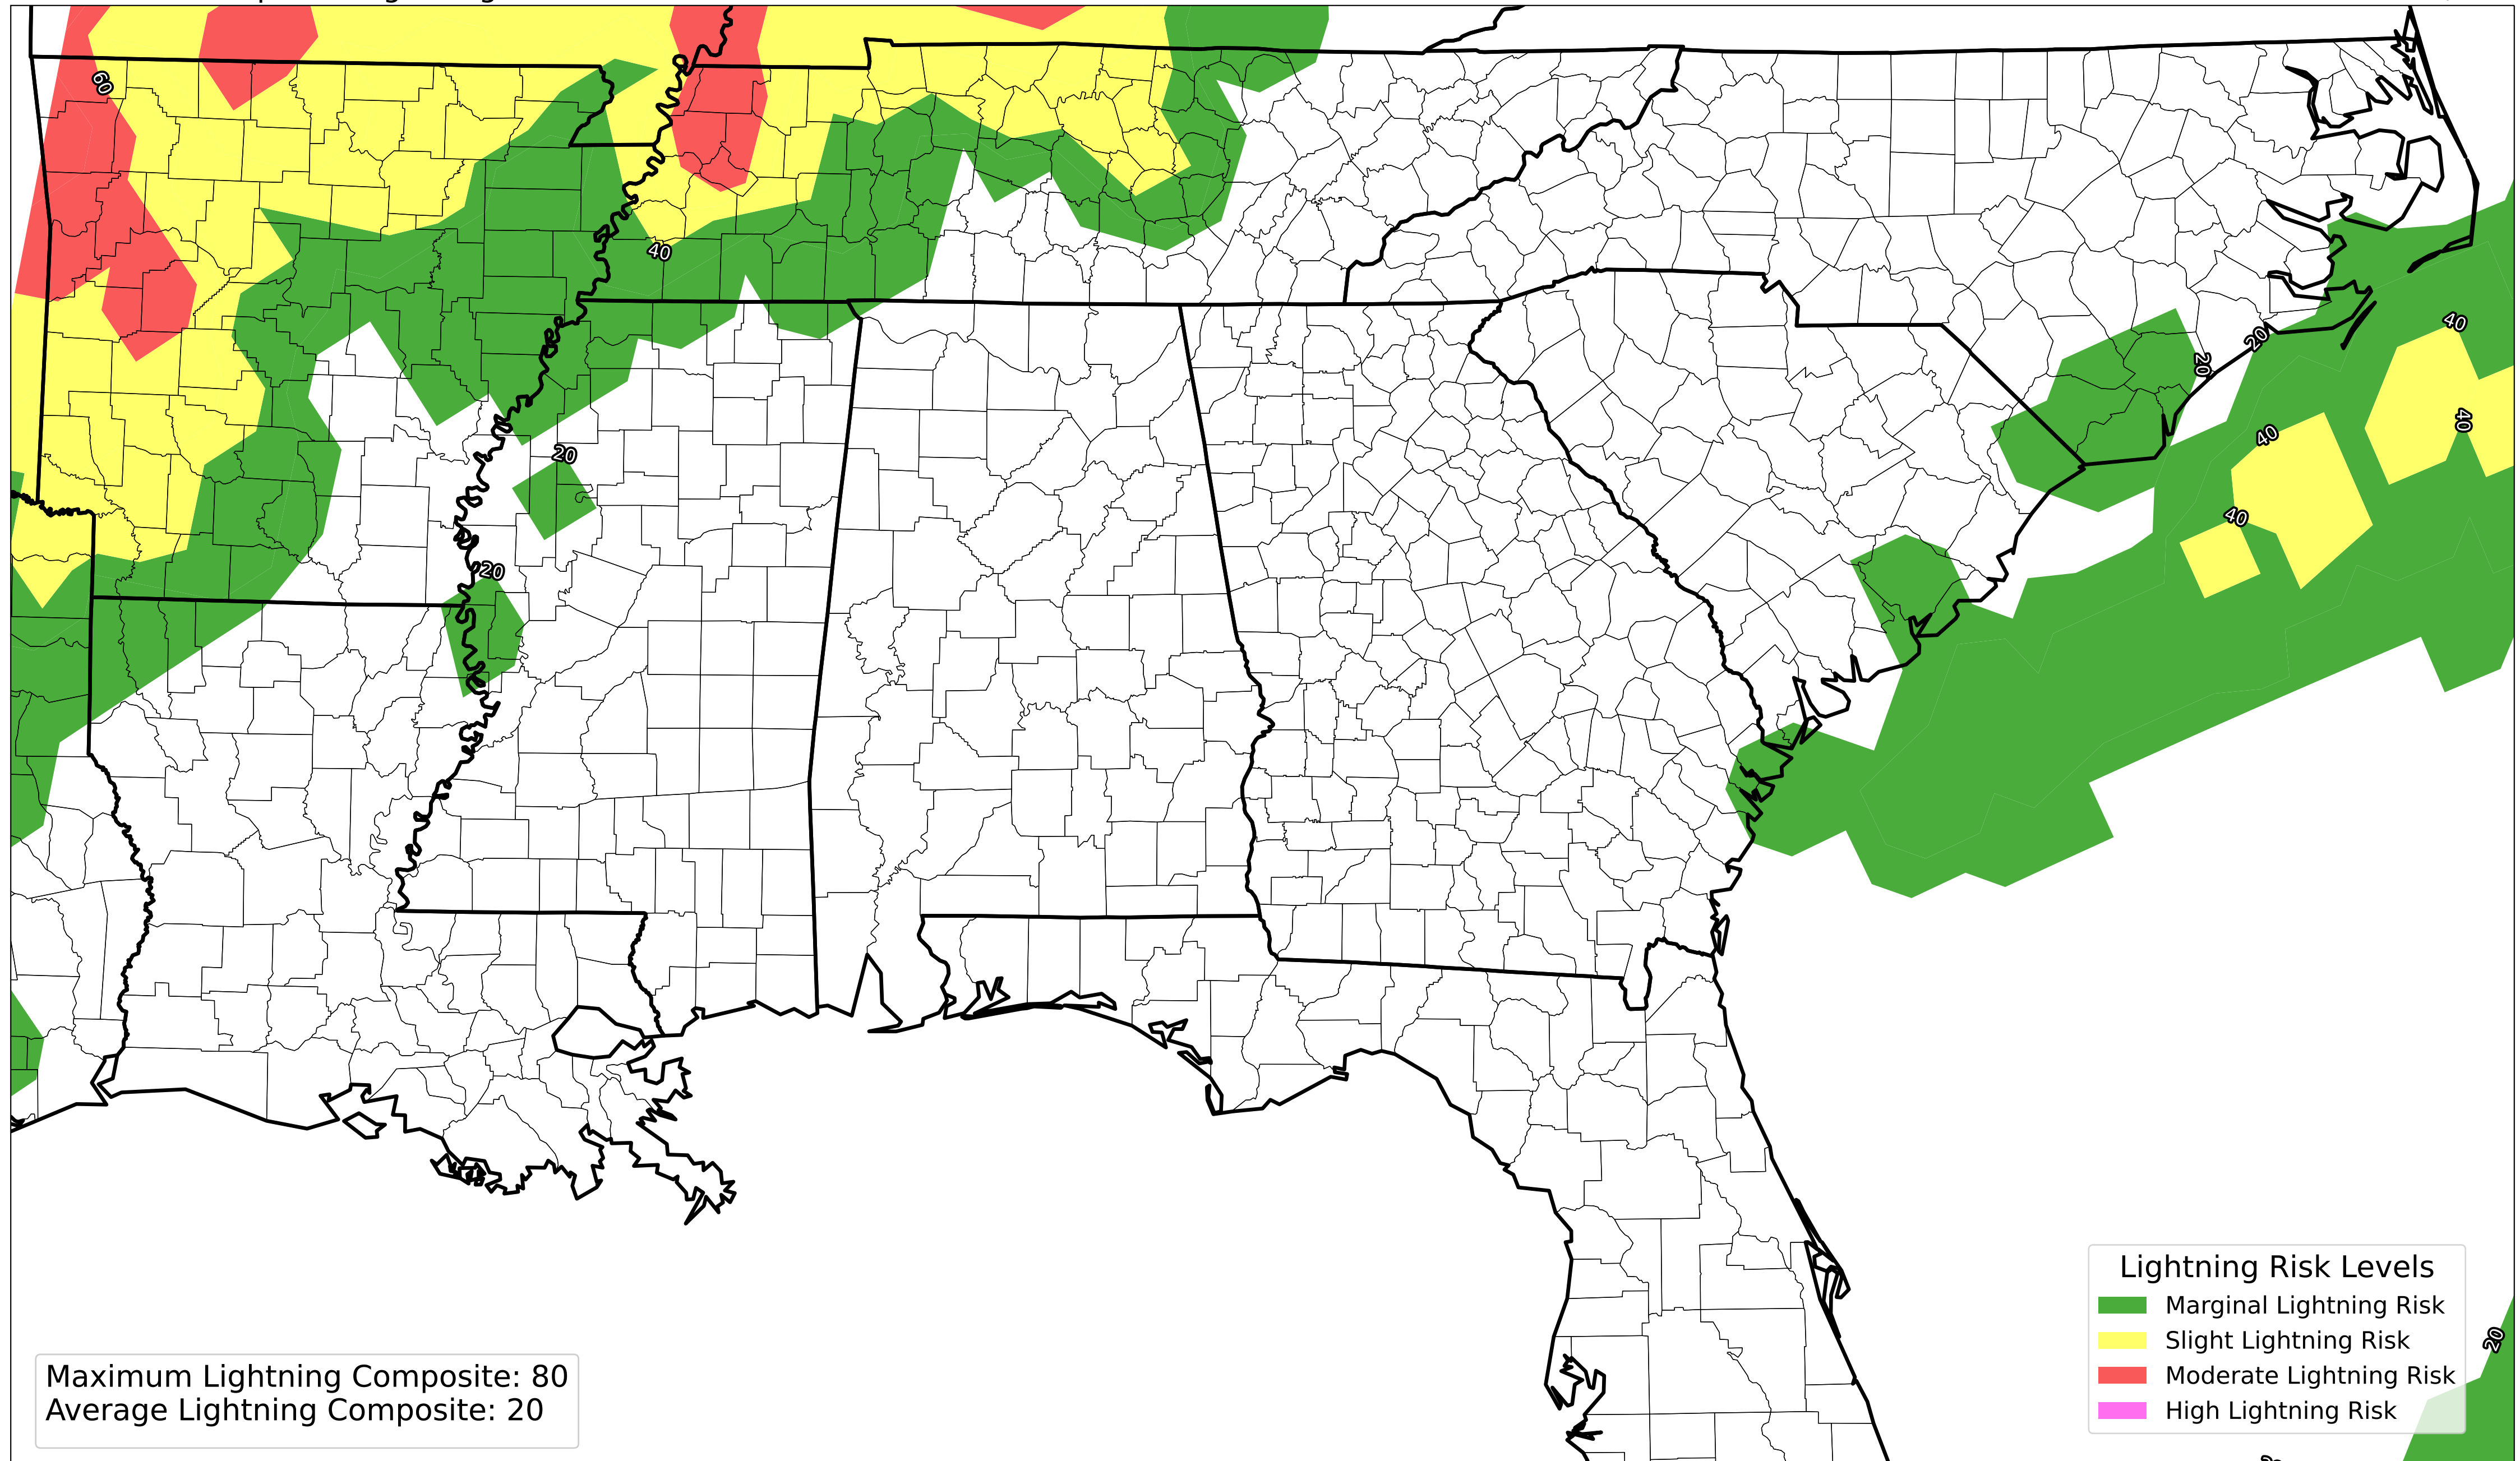 60
40
20
20
20
20
40
40
40
40
Lightning Risk Levels
Marginal Lightning Risk
Slight Lightning Risk
Moderate Lightning Risk
High Lightning Risk
20
Maximum Lightning Composite: 80
Average Lightning Composite: 20